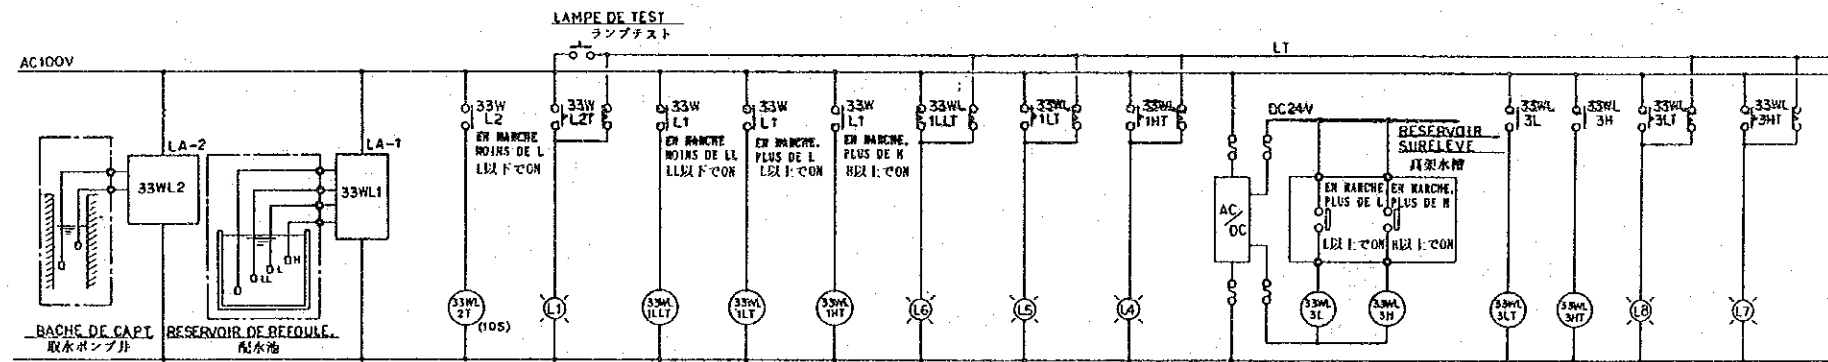 LAMPE DE TEST
ランプテスト
LT
AC100V
LA-2
33WL2
LA-1
33WL1
LL
L
H
BACHE DE CAPT.
取水ポンプ井
RESERVOIR DE REFOULE.
配水池
33W
L2
EN MARCHE
MOINS DE L
L以下でON
33WL
2T
(10S)
33W
L2T
L1
33W
L1
EN MARCHE
MOINS DE LL
LL以下でON
33WL
1LLT
33W
L1
EN MARCHE.
PLUS DE L
L以上でON
33WL
1LT
33W
L1
EN MARCHE.
PLUS DE H
H以上でON
33WL
1HT
33WL
1LLT
L6
33WL
1LT
L5
33WL
1HT
L4
AC/DC
DC24V
RESERVOIR
SURELEVE
高架水槽
EN MARCHE.
PLUS DE L
L以上でON
EN MARCHE.
PLUS DE H
H以上でON
33WL
3L
33WL
3H
33WL
3L
33WL
3LT
33WL
3H
33WL
3HT
33WL
3LT
L8
33WL
3HT
L7